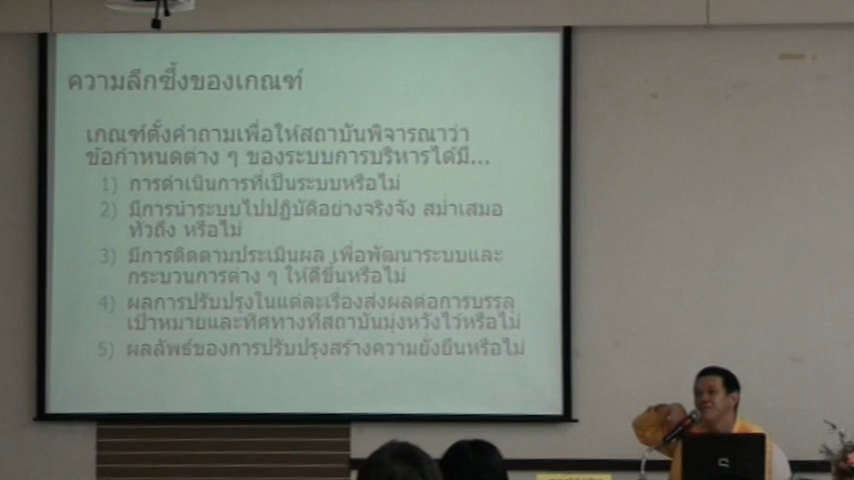 ความลึกซึ้งของเกณฑ์
เกณฑ์ตั้งคำถามเพื่อให้สถาบันพิจารณาว่า
ข้อกำหนดต่าง ๆ ของระบบการบริหารได้มี...
1) การดำเนินการที่เป็นระบบหรือไม่
2) มีการนำระบบไปปฏิบัติอย่างจริงจัง สม่ำเสมอ
ทั่วถึง หรือไม่
3) มีการติดตามประเมินผล เพื่อพัฒนาระบบและ
กระบวนการต่าง ๆ ให้ดีขึ้นหรือไม่
4) ผลการปรับปรุงในแต่ละเรื่องส่งผลต่อการบรรลุ
เป้าหมายและทิศทางที่สถาบันมุ่งหวังไว้หรือไม่
5) ผลลัพธ์ของการปรับปรุงสร้างความยั่งยืนหรือไม่